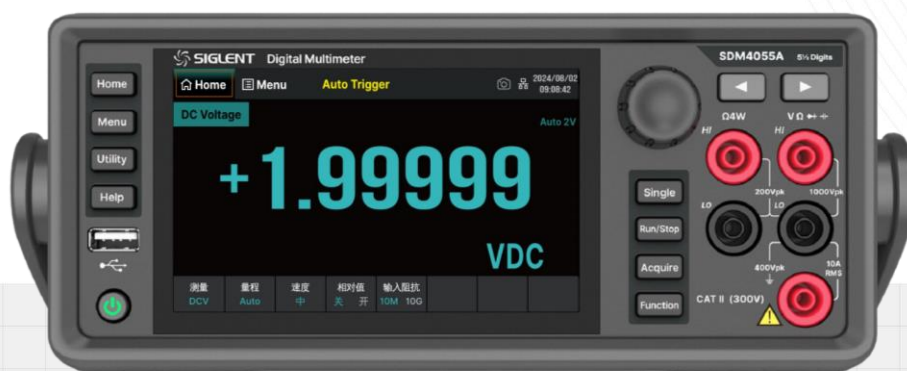 SIGLENT Digital Multimeter
SDM4055A 5½ Digits
Home Menu Auto Trigger 2024/08/02
09:08:42
DC Voltage
Auto 2V
+1.99999
VDC
测量 量程 速度 相对值 输入阻抗
DCV Auto 中 关 开 10M 10G
Home
Menu
Utility
Help
Single
Run/Stop
Acquire
Function
Ω4W VΩ
HI HI
200Vpk 1000Vpk
LO LO
400Vpk 10A
RMS
CAT II (300V)